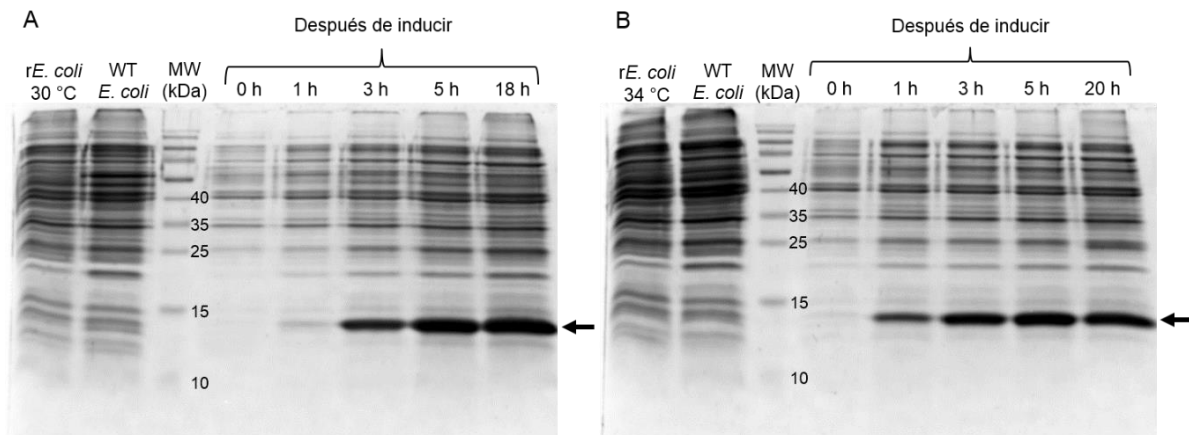 A
Después de inducir
rE. coli
30 °C
WT
E. coli
MW
(kDa)
0 h 1 h 3 h 5 h 18 h
40
35
25
15
10
B
Después de inducir
rE. coli
34 °C
WT
E. coli
MW
(kDa)
0 h 1 h 3 h 5 h 20 h
40
35
25
15
10